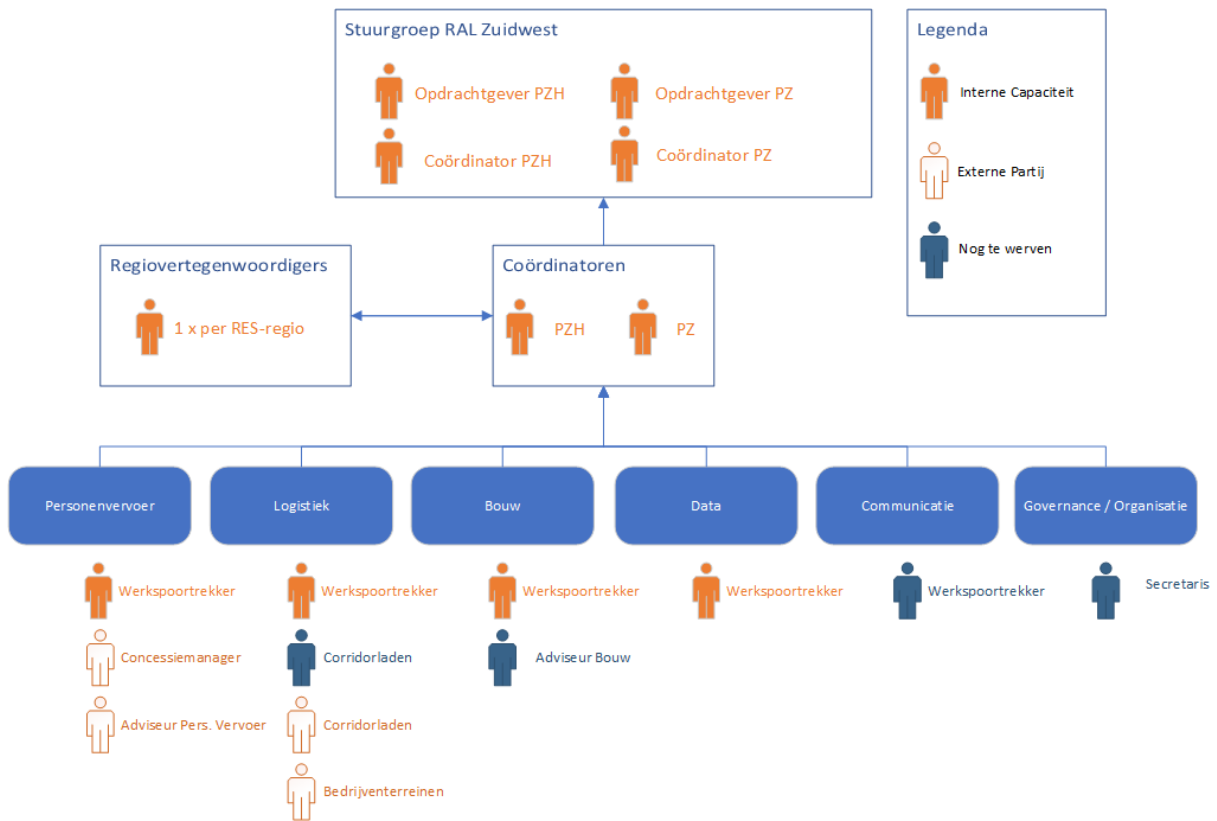 Stuurgroep RAL Zuidwest
Opdrachtgever PZH
Opdrachtgever PZ
Coördinator PZH
Coördinator PZ
Legenda
Interne Capaciteit
Externe Partij
Nog te werven
Regiovertegenwoordigers
1 x per RES-regio
Coördinatoren
PZH
PZ
Personenvervoer
Logistiek
Bouw
Data
Communicatie
Governance / Organisatie
Werkspoortrekker
Werkspoortrekker
Werkspoortrekker
Werkspoortrekker
Werkspoortrekker
Secretaris
Concessiemanager
Corridorladen
Adviseur Bouw
Adviseur Pers. Vervoer
Corridorladen
Bedrijventerreinen